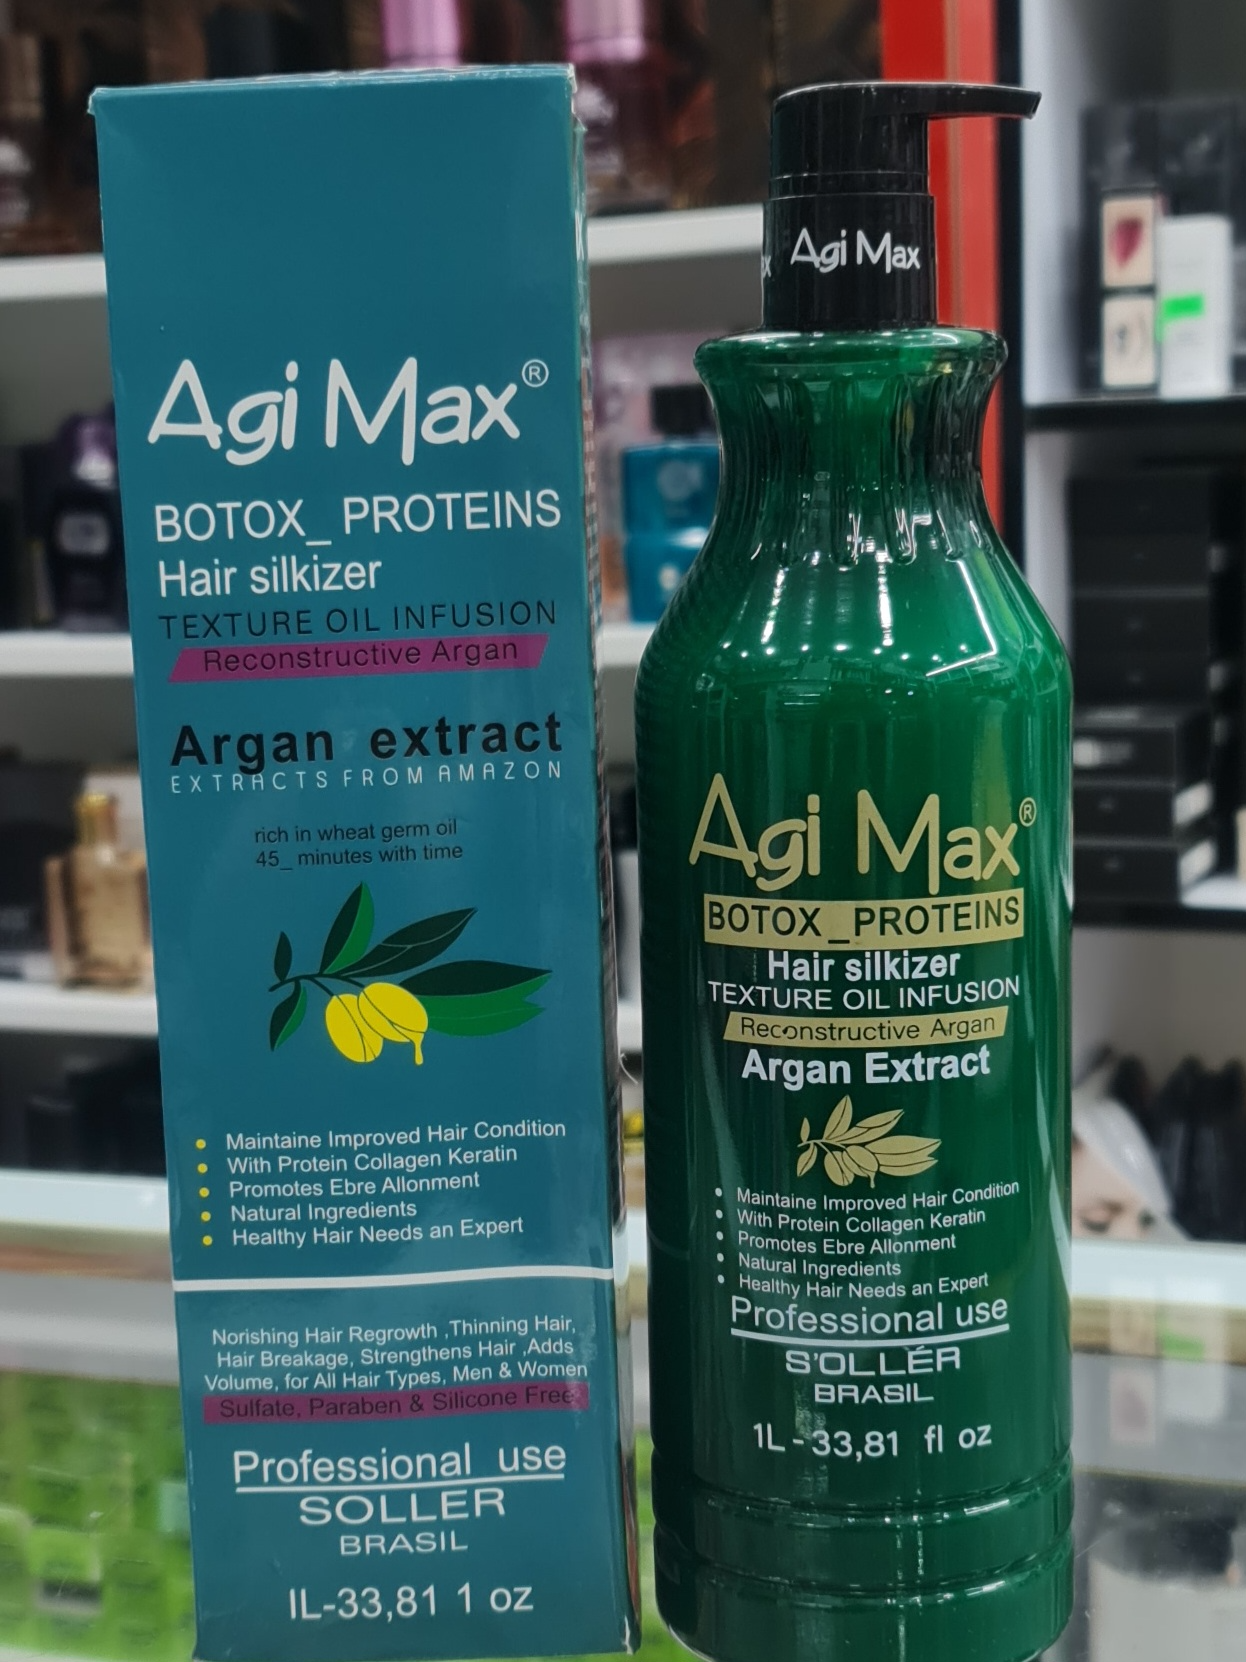 Agi Max®
BOTOX_ PROTEINS
Hair silkizer
TEXTURE OIL INFUSION
Reconstructive Argan
Argan extract
EXTRACTS FROM AMAZON
rich in wheat germ oil
45_ minutes with time
Maintaine Improved Hair Condition
With Protein Collagen Keratin
Promotes Ebre Allonment
Natural Ingredients
Healthy Hair Needs an Expert
Norishing Hair Regrowth ,Thinning Hair,
Hair Breakage, Strengthens Hair ,Adds
Volume, for All Hair Types, Men & Women
Sulfate, Paraben & Silicone Free
Professional use
SOLLER
BRASIL
IL-33,81 1 oz
Agi Max
Agi Max®
BOTOX_PROTEINS
Hair silkizer
TEXTURE OIL INFUSION
Reconstructive Argan
Argan Extract
Maintaine Improved Hair Condition
With Protein Collagen Keratin
Promotes Ebre Allonment
Natural Ingredients
Healthy Hair Needs an Expert
Professional use
S'OLLÉR
BRASIL
1L-33,81 fl oz